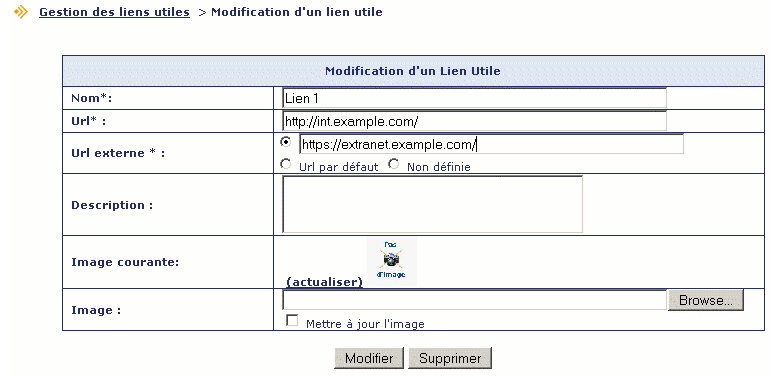 Gestion des liens utiles > Modification d'un lien utile
Modification d'un Lien Utile
Nom*: Lien 1
Url* : http://int.example.com/
Url externe * : https://extranet.example.com/
Url par défaut Non définie
Description :
Image courante: Pas d'image (actualiser)
Image : Browse...
Mettre à jour l'image
Modifier Supprimer